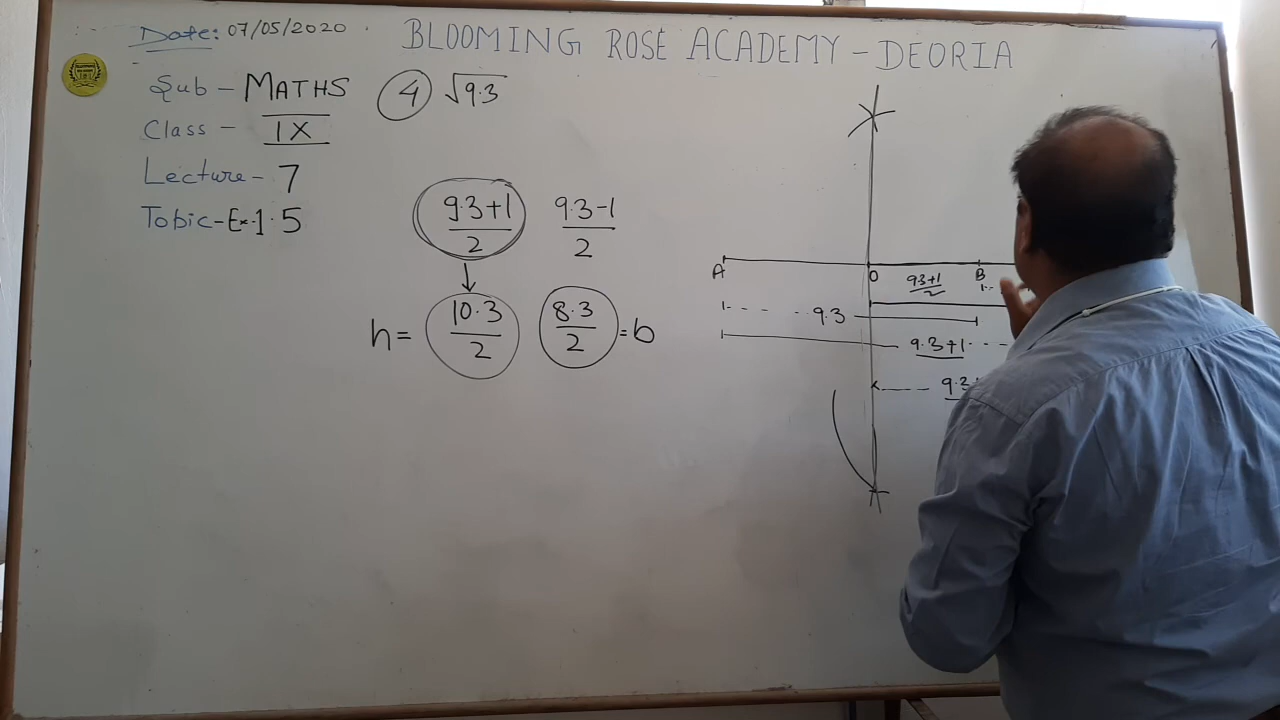 Date: 07/05/2020
BLOOMING ROSE ACADEMY - DEORIA
Sub - MATHS
4 √9.3
Class - IX
Lecture - 7
Tobic - Ex-1.5
9.3+1/2 9.3-1/2
h = 10.3/2 8.3/2 = b
A O B
9.3+1/2
1
9.3
9.3+1
9.3